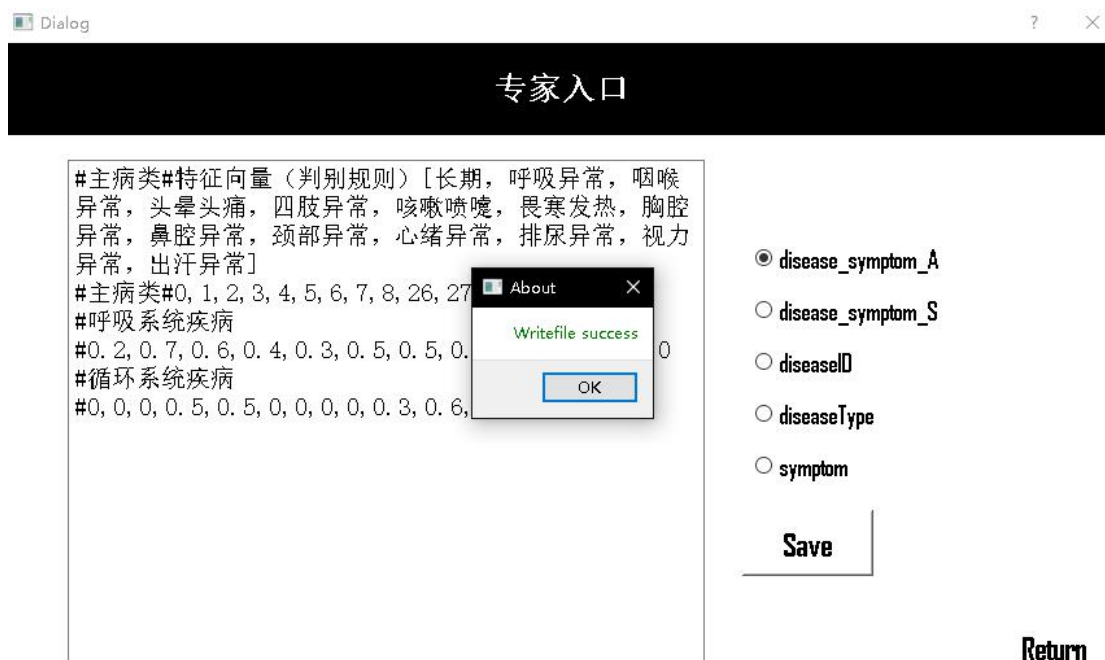 Dialog
专家入口
#主病类#特征向量（判别规则）[长期，呼吸异常，咽喉
异常，头晕头痛，四肢异常，咳嗽喷嚏，畏寒发热，胸腔
异常，鼻腔异常，颈部异常，心绪异常，排尿异常，视力
异常，出汗异常]
#主病类#0,1,2,3,4,5,6,7,8,26,27
#呼吸系统疾病
#0.2,0.7,0.6,0.4,0.3,0.5,0.5,0. 0
#循环系统疾病
#0,0,0,0.5,0.5,0,0,0,0,0.3,0.6,
About
Writefile success
OK
disease_symptom_A
disease_symptom_S
diseaseID
diseaseType
symptom
Save
Return